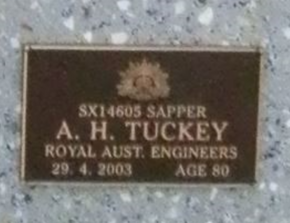 SX14605 SAPPER
A. H. TUCKEY
ROYAL AUST. ENGINEERS
29. 4. 2003 AGE 80